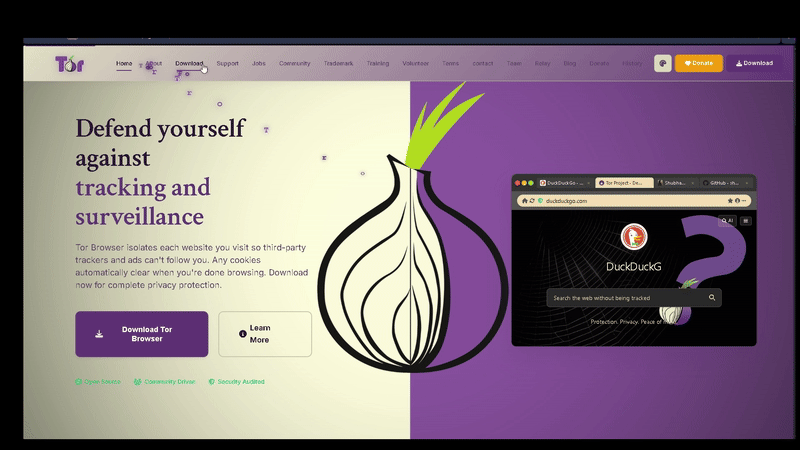 Tor
Home About Download Support Jobs Community Trademark Training Volunteer Terms contact Team Relay Blog Donate History
Donate
Download
Defend yourself
against
tracking and
surveillance
Tor Browser isolates each website you visit so third-party
trackers and ads can't follow you. Any cookies
automatically clear when you're done browsing. Download
now for complete privacy protection.
Download Tor
Browser
Learn
More
Open Source
Community Driven
Security Audited
DuckDuckGo - ...
Tor Project - De...
Shubha...
GitHub - sh...
duckduckgo.com
AI
DuckDuckG
Search the web without being tracked
Protection. Privacy. Peace of